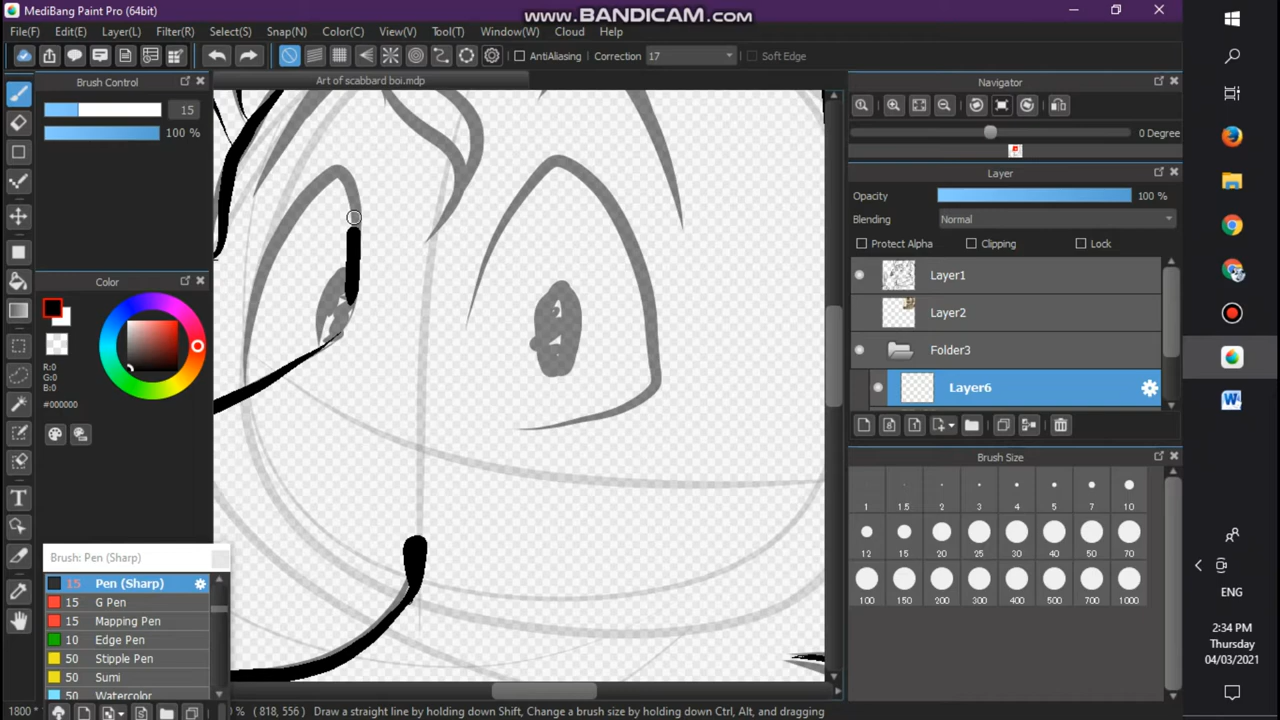 MediBang Paint Pro (64bit)
www.BANDICAM.com
File(F) Edit(E) Layer(L) Filter(R) Select(S) Snap(N) Color(C) View(V) Tool(T) Window(W) Cloud Help
AntiAliasing Correction 17 Soft Edge
Brush Control
Art of scabbard boi.mdp
Navigator
15
100 %
0 Degree
Layer
Opacity 100 %
Blending Normal
Protect Alpha Clipping Lock
Layer1
Layer2
Folder3
Layer6
Color
R:0
G:0
B:0
#000000
Brush Size
1 1.5 2 3 4 5 7 10
12 15 20 25 30 40 50 70
100 150 200 300 400 500 700 1000
Brush: Pen (Sharp)
15 Pen (Sharp)
15 G Pen
15 Mapping Pen
10 Edge Pen
50 Stipple Pen
50 Sumi
50 Watercolor
ENG
2:34 PM
Thursday
04/03/2021
% (818, 556) Draw a straight line by holding down Shift, Change a brush size by holding down Ctrl, Alt, and dragging